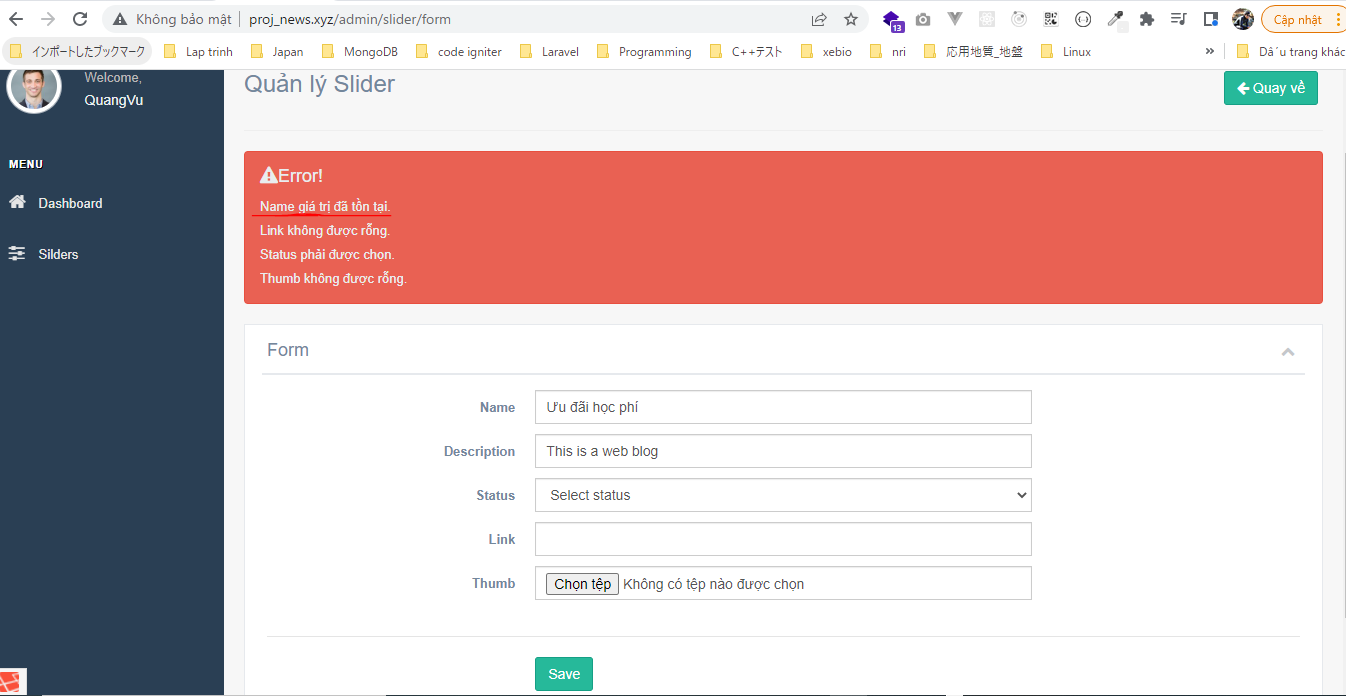 Không bảo mật | proj_news.xyz/admin/slider/form
13
Cập nhật
インポートしたブックマーク Lap trinh Japan MongoDB code igniter Laravel Programming C++テスト xebio nri 応用地質_地盤 Linux » Dấu trang khác
Welcome,
QuangVu
MENU
Dashboard
Silders
Quản lý Slider
Quay về
Error!
Name giá trị đã tồn tại.
Link không được rỗng.
Status phải được chọn.
Thumb không được rỗng.
Form
Name Ưu đãi học phí
Description This is a web blog
Status Select status
Link
Thumb Chọn tệp Không có tệp nào được chọn
Save